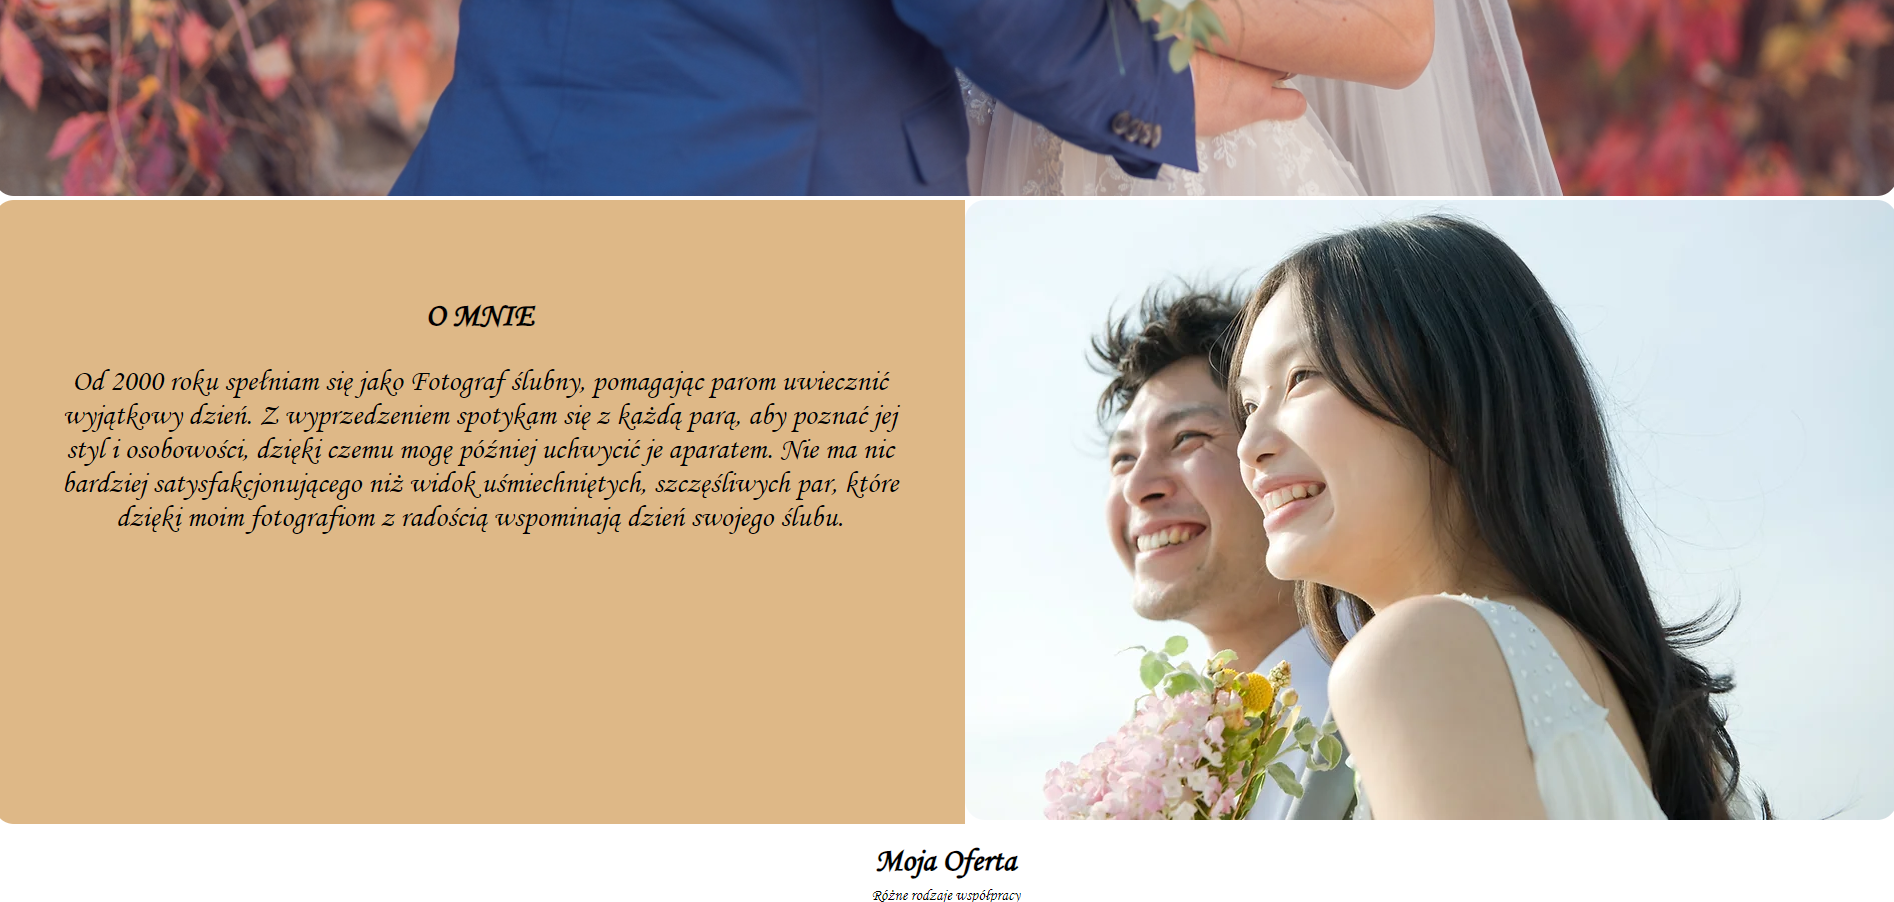 O MNIE
Od 2000 roku spełniam się jako Fotograf ślubny, pomagając parom uwiecznić
wyjątkowy dzień. Z wyprzedzeniem spotykam się z każdą parą, aby poznać jej
styl i osobowości, dzięki czemu mogę później uchwycić je aparatem. Nie ma nic
bardziej satysfakcjonującego niż widok uśmiechniętych, szczęśliwych par, które
dzięki moim fotografiom z radością wspominają dzień swojego ślubu.
Moja Oferta
Różne rodzaje współpracy